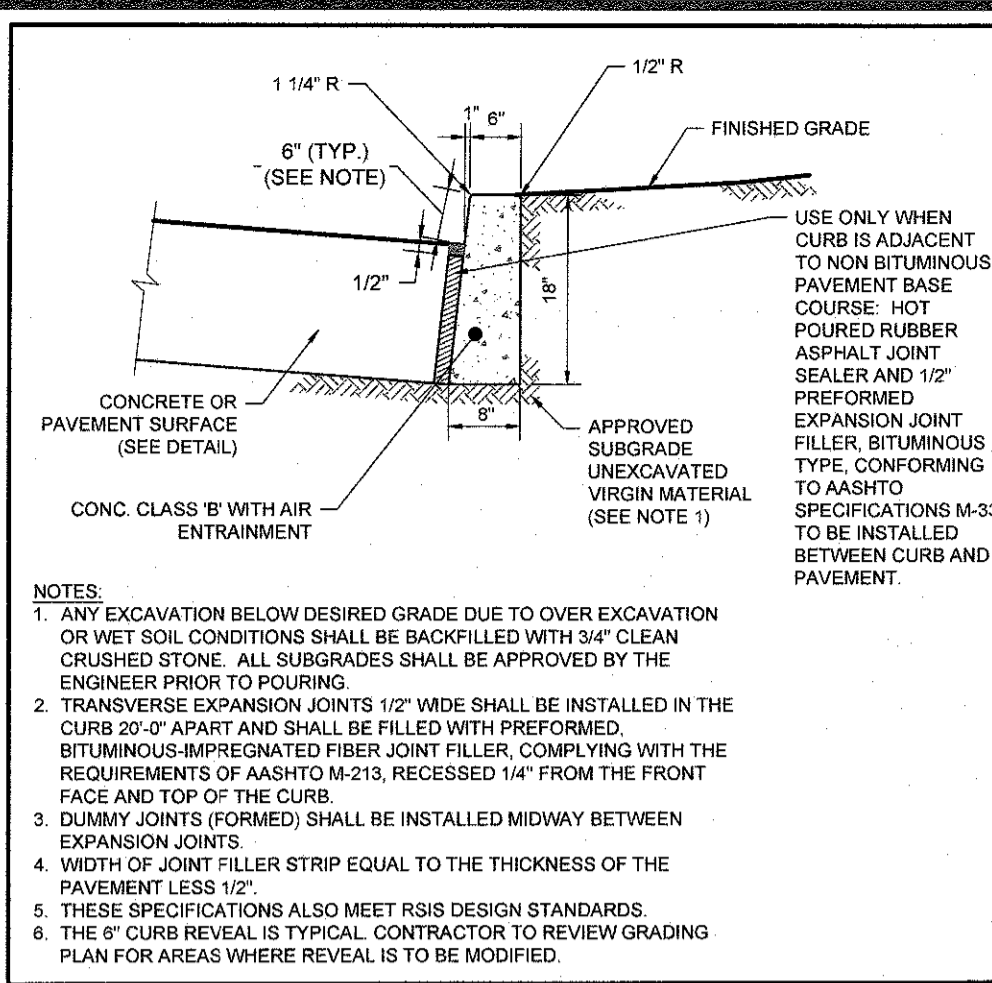 1 1/4" R
1/2" R
1"
6"
FINISHED GRADE
6" (TYP.)
(SEE NOTE)
1/2"
18"
8"
USE ONLY WHEN
CURB IS ADJACENT
TO NON BITUMINOUS
PAVEMENT BASE
COURSE: HOT
POURED RUBBER
ASPHALT JOINT
SEALER AND 1/2"
PREFORMED
EXPANSION JOINT
FILLER, BITUMINOUS
TYPE, CONFORMING
TO AASHTO
SPECIFICATIONS M-33
TO BE INSTALLED
BETWEEN CURB AND
PAVEMENT.
CONCRETE OR
PAVEMENT SURFACE
(SEE DETAIL)
CONC. CLASS 'B' WITH AIR
ENTRAINMENT
APPROVED
SUBGRADE
UNEXCAVATED
VIRGIN MATERIAL
(SEE NOTE 1)
NOTES:
1. ANY EXCAVATION BELOW DESIRED GRADE DUE TO OVER EXCAVATION
OR WET SOIL CONDITIONS SHALL BE BACKFILLED WITH 3/4" CLEAN
CRUSHED STONE. ALL SUBGRADES SHALL BE APPROVED BY THE
ENGINEER PRIOR TO POURING.
2. TRANSVERSE EXPANSION JOINTS 1/2" WIDE SHALL BE INSTALLED IN THE
CURB 20'-0" APART AND SHALL BE FILLED WITH PREFORMED,
BITUMINOUS-IMPREGNATED FIBER JOINT FILLER, COMPLYING WITH THE
REQUIREMENTS OF AASHTO M-213, RECESSED 1/4" FROM THE FRONT
FACE AND TOP OF THE CURB.
3. DUMMY JOINTS (FORMED) SHALL BE INSTALLED MIDWAY BETWEEN
EXPANSION JOINTS.
4. WIDTH OF JOINT FILLER STRIP EQUAL TO THE THICKNESS OF THE
PAVEMENT LESS 1/2".
5. THESE SPECIFICATIONS ALSO MEET RSIS DESIGN STANDARDS.
6. THE 6" CURB REVEAL IS TYPICAL. CONTRACTOR TO REVIEW GRADING
PLAN FOR AREAS WHERE REVEAL IS TO BE MODIFIED.